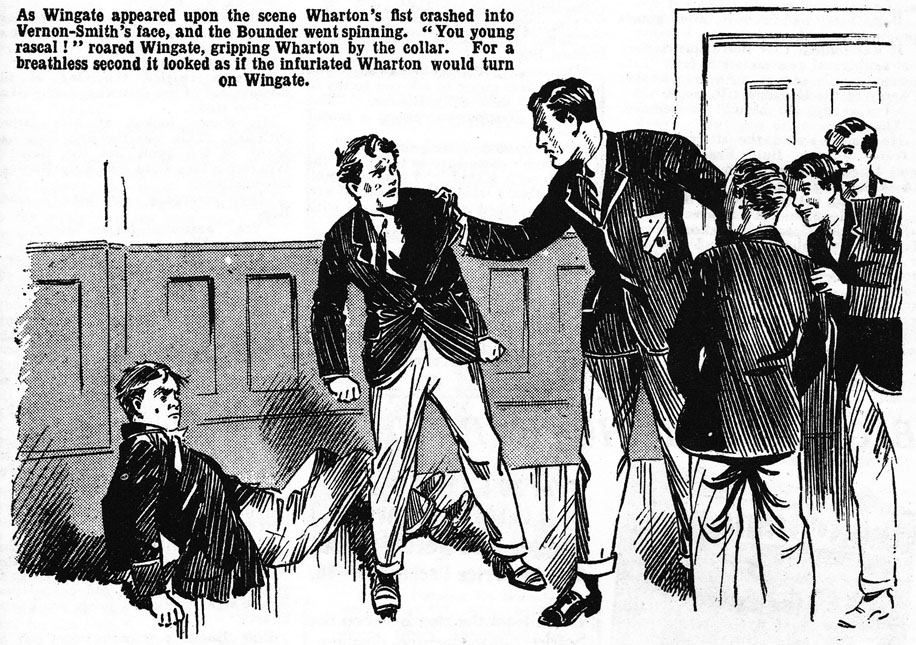 As Wingate appeared upon the scene Wharton's fist crashed into
Vernon-Smith's face, and the Bounder went spinning. "You young
rascal!" roared Wingate, gripping Wharton by the collar. For a
breathless second it looked as if the infuriated Wharton would turn
on Wingate.